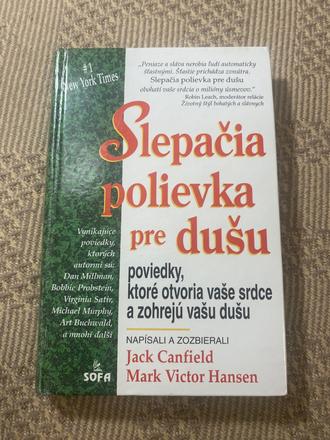 #1
New York Times
„Peniaze a sláva nerobia ľudí automaticky
šťastnými. Šťastie prichádza zvnútra.
Slepačia polievka pre dušu
obohatí vaše srdcia o milióny úsmevov.“
Robin Leach, moderátor relácie
Životný štýl bohatých a slávnych
Slepačia
polievka
pre dušu
poviedky,
ktoré otvoria vaše srdce
a zohrejú vašu dušu
Vynikajúce
poviedky,
ktorých
autormi sú:
Dan Millman,
Bobbie Probstein,
Virginia Satir,
Michael Murphy,
Art Buchwald,
a mnohí ďalší
NAPÍSALI A ZOZBIERALI
Jack Canfield
Mark Victor Hansen
SOFA